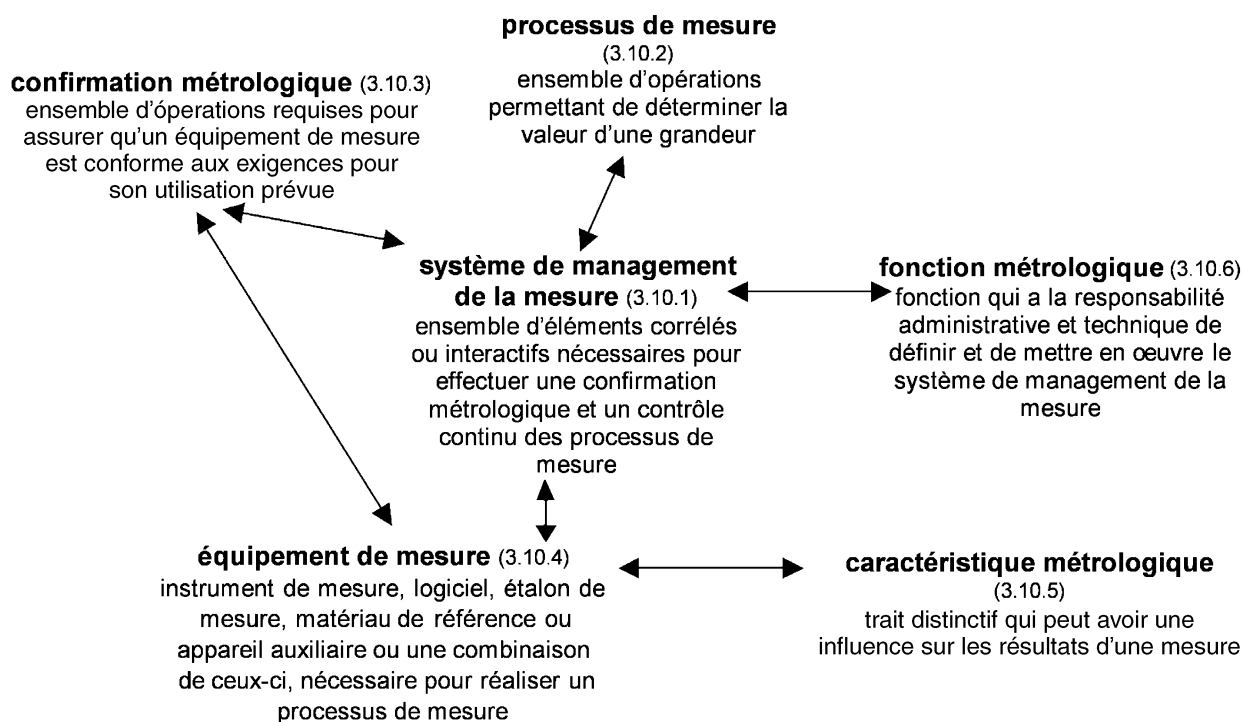 processus de mesure
(3.10.2)
ensemble d'opérations
permettant de déterminer la
valeur d'une grandeur
confirmation métrologique (3.10.3)
ensemble d'óperations requises pour
assurer qu'un équipement de mesure
est conforme aux exigences pour
son utilisation prévue
système de management
de la mesure (3.10.1)
ensemble d'éléments corrélés
ou interactifs nécessaires pour
effectuer une confirmation
métrologique et un contrôle
continu des processus de
mesure
fonction métrologique (3.10.6)
fonction qui a la responsabilité
administrative et technique de
définir et de mettre en œuvre le
système de management de la
mesure
équipement de mesure (3.10.4)
instrument de mesure, logiciel, étalon de
mesure, matériau de référence ou
appareil auxiliaire ou une combinaison
de ceux-ci, nécessaire pour réaliser un
processus de mesure
caractéristique métrologique
(3.10.5)
trait distinctif qui peut avoir une
influence sur les résultats d'une mesure